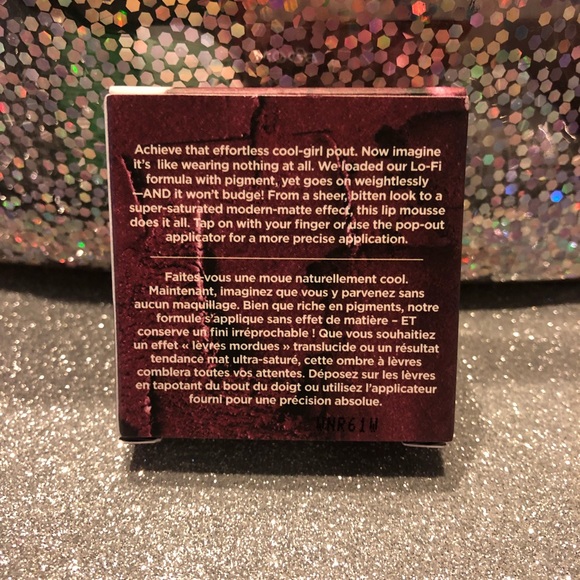 Achieve that effortless cool-girl pout. Now imagine
it's like wearing nothing at all. We loaded our Lo-Fi
formula with pigment, yet goes on weightlessly
—AND it won't budge! From a sheer, bitten look to a
super-saturated modern-matte effect, this lip mousse
does it all. Tap on with your finger or use the pop-out
applicator for a more precise application.
Faites-vous une moue naturellement cool.
Maintenant, imaginez que vous y parvenez sans
aucun maquillage. Bien que riche en pigments, notre
formule s'applique sans effet de matière – ET
conserve un fini irréprochable ! Que vous souhaitiez
un effet « lèvres mordues » translucide ou un résultat
tendance mat ultra-saturé, cette ombre à lèvres
comblera toutes vos attentes. Déposez sur les lèvres
en tapotant du bout du doigt ou utilisez l'applicateur
fourni pour une précision absolue.